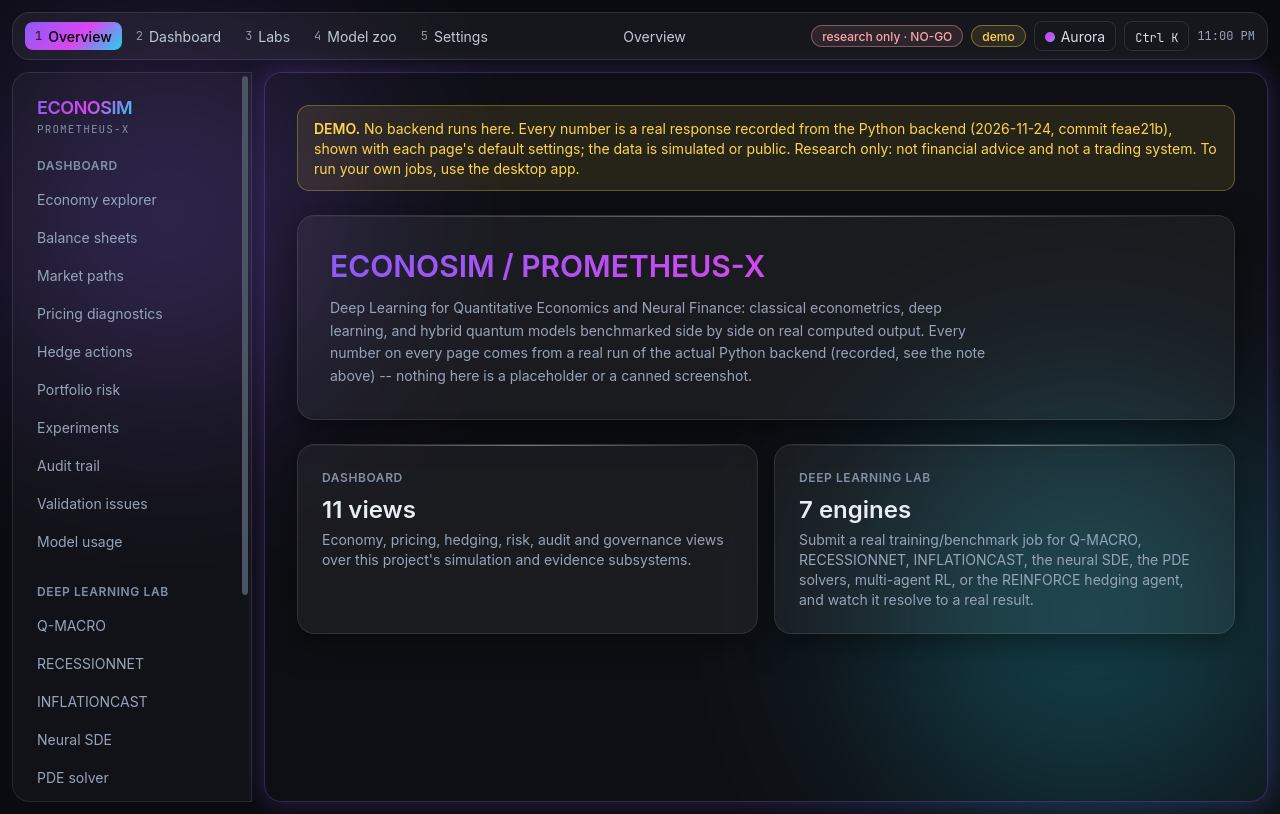 1 Overview
2 Dashboard
3 Labs
4 Model zoo
5 Settings
Overview
research only · NO-GO
demo
Aurora
Ctrl K
11:00 PM
ECONOSIM
PROMETHEUS-X
DASHBOARD
Economy explorer
Balance sheets
Market paths
Pricing diagnostics
Hedge actions
Portfolio risk
Experiments
Audit trail
Validation issues
Model usage
DEEP LEARNING LAB
Q-MACRO
RECESSIONNET
INFLATIONCAST
Neural SDE
PDE solver
DEMO. No backend runs here. Every number is a real response recorded from the Python backend (2026-11-24, commit feae21b),
shown with each page's default settings; the data is simulated or public. Research only: not financial advice and not a trading system. To
run your own jobs, use the desktop app.
ECONOSIM / PROMETHEUS-X
Deep Learning for Quantitative Economics and Neural Finance: classical econometrics, deep
learning, and hybrid quantum models benchmarked side by side on real computed output. Every
number on every page comes from a real run of the actual Python backend (recorded, see the note
above) -- nothing here is a placeholder or a canned screenshot.
DASHBOARD
11 views
Economy, pricing, hedging, risk, audit and governance views
over this project's simulation and evidence subsystems.
DEEP LEARNING LAB
7 engines
Submit a real training/benchmark job for Q-MACRO,
RECESSIONNET, INFLATIONCAST, the neural SDE, the PDE
solvers, multi-agent RL, or the REINFORCE hedging agent,
and watch it resolve to a real result.